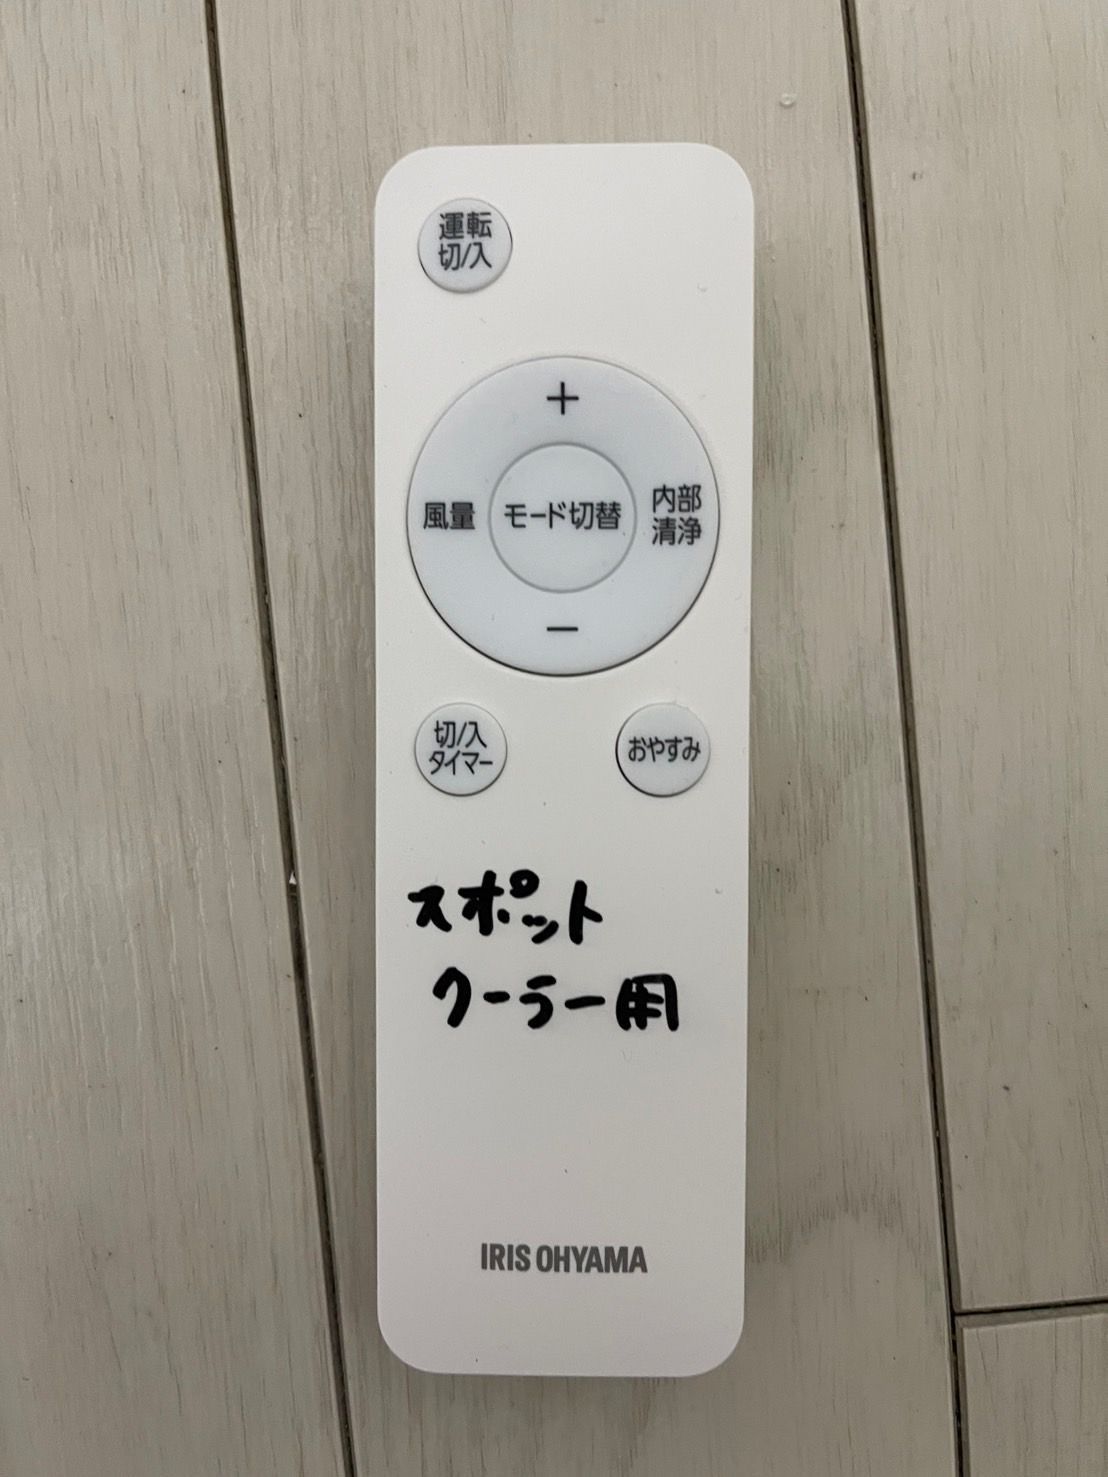 運転
切/入
+
風量
モード切替
内部
清浄
−
切/入
タイマー
おやすみ
スポット
クーラー用
IRIS OHYAMA